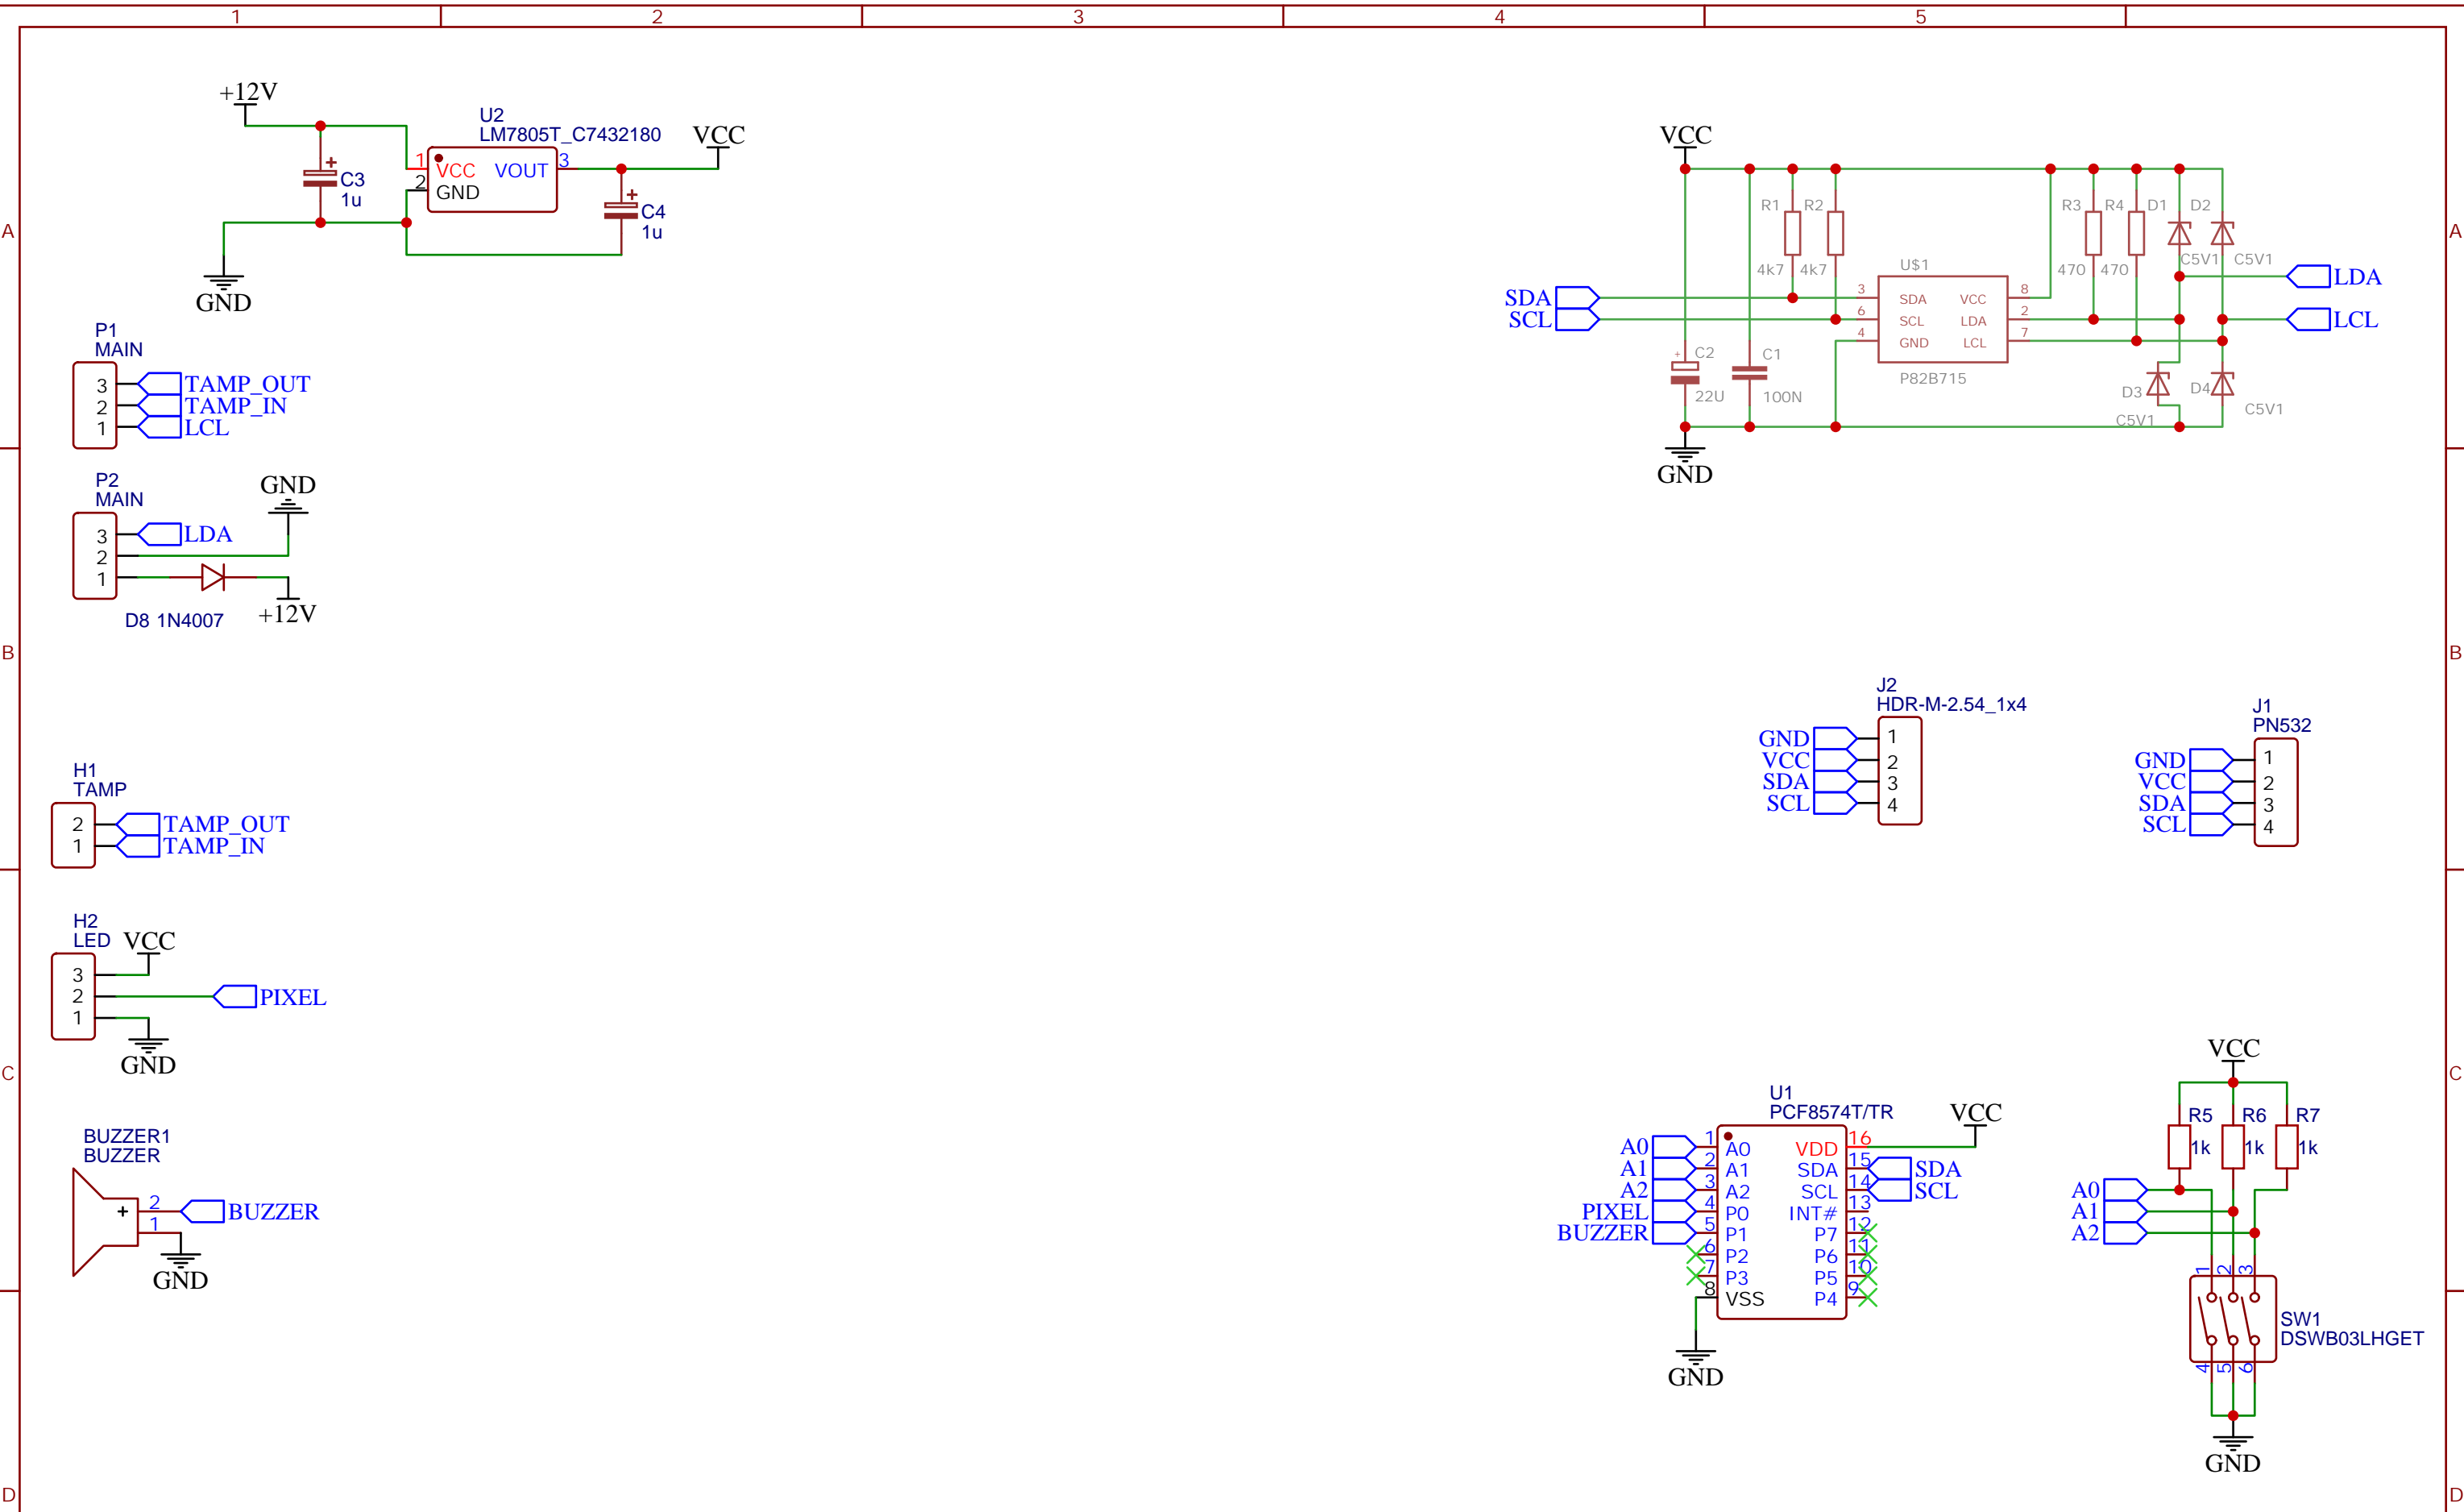 1 2 3 4 5
A A
B B
C C
D D
+12V
U2
LM7805T_C7432180
VCC
1 VCC VOUT 3
2 GND
+ C3
1u
+ C4
1u
GND
P1
MAIN
3 TAMP_OUT
2 TAMP_IN
1 LCL
P2
MAIN
GND
3 LDA
2
1
D8 1N4007
+12V
H1
TAMP
2 TAMP_OUT
1 TAMP_IN
H2
LED
VCC
3
2 PIXEL
1
GND
BUZZER1
BUZZER
+ 2 BUZZER
1
GND
VCC
R1 R2 R3 R4 D1 D2
4k7 4k7 470 470 C5V1 C5V1
U$1
SDA 3 SDA VCC 8
SCL 6 SCL LDA 2
4 GND LCL 7
P82B715
LDA
LCL
+ C2
22U
C1
100N
D3
C5V1
D4
C5V1
GND
J2
HDR-M-2.54_1x4
GND 1
VCC 2
SDA 3
SCL 4
J1
PN532
GND 1
VCC 2
SDA 3
SCL 4
U1
PCF8574T/TR
VCC
A0 1 A0 VDD 16
A1 2 A1 SDA 15 SDA
A2 3 A2 SCL 14 SCL
PIXEL 4 P0 INT# 13
BUZZER 5 P1 P7 12
6 P2 P6 11
7 P3 P5 10
8 VSS P4 9
GND
VCC
R5 R6 R7
1k 1k 1k
A0
A1
A2
1 2 3
SW1
DSWB03LHGET
4 5 6
GND